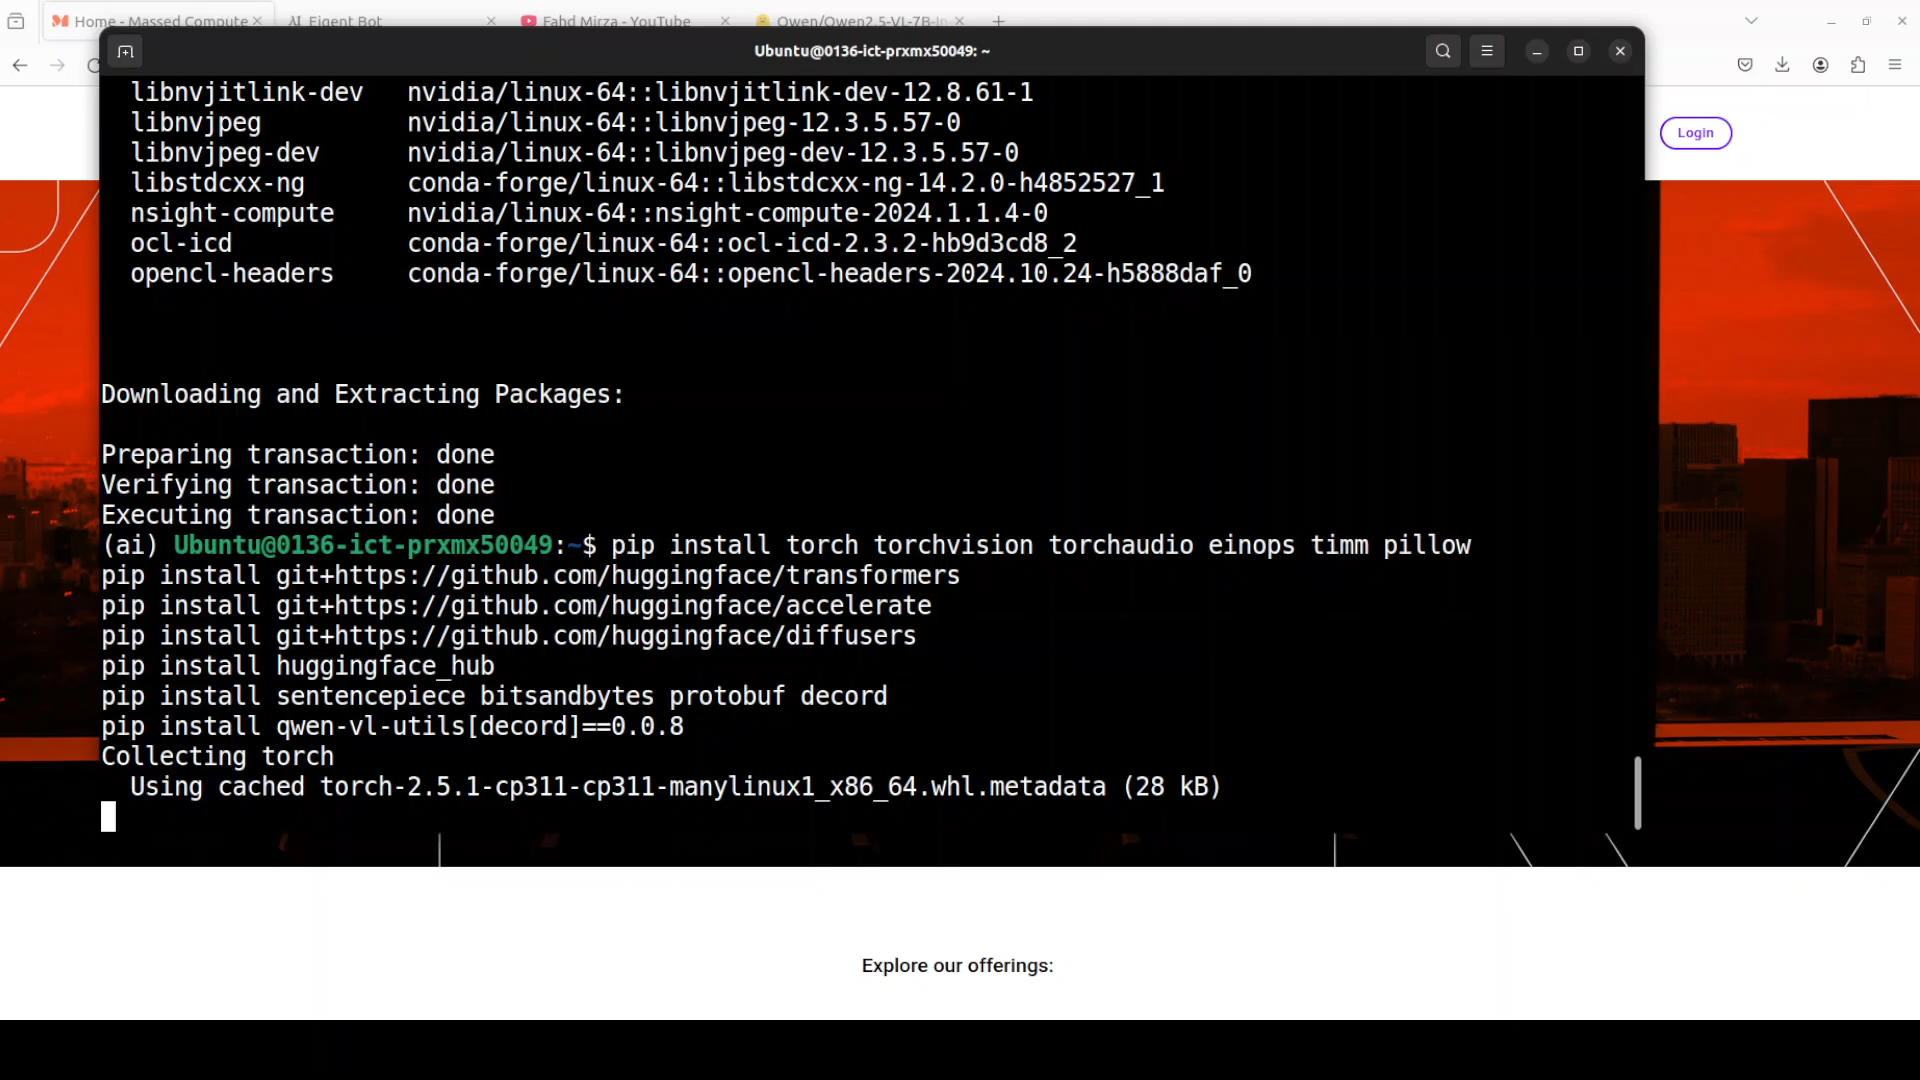 Home - Massed Compute
Eigent Bot
Fahd Mirza - YouTube
Qwen/Qwen2.5-VL-7B-In
Ubuntu@0136-ict-prxmx50049: ~
Login
libnvjitlink-dev nvidia/linux-64::libnvjitlink-dev-12.8.61-1
libnvjpeg nvidia/linux-64::libnvjpeg-12.3.5.57-0
libnvjpeg-dev nvidia/linux-64::libnvjpeg-dev-12.3.5.57-0
libstdcxx-ng conda-forge/linux-64::libstdcxx-ng-14.2.0-h4852527_1
nsight-compute nvidia/linux-64::nsight-compute-2024.1.1.4-0
ocl-icd conda-forge/linux-64::ocl-icd-2.3.2-hb9d3cd8_2
opencl-headers conda-forge/linux-64::opencl-headers-2024.10.24-h5888daf_0
Downloading and Extracting Packages:
Preparing transaction: done
Verifying transaction: done
Executing transaction: done
(ai) Ubuntu@0136-ict-prxmx50049:~$ pip install torch torchvision torchaudio einops timm pillow
pip install git+https://github.com/huggingface/transformers
pip install git+https://github.com/huggingface/accelerate
pip install git+https://github.com/huggingface/diffusers
pip install huggingface_hub
pip install sentencepiece bitsandbytes protobuf decord
pip install qwen-vl-utils[decord]==0.0.8
Collecting torch
Using cached torch-2.5.1-cp311-cp311-manylinux1_x86_64.whl.metadata (28 kB)
Explore our offerings: